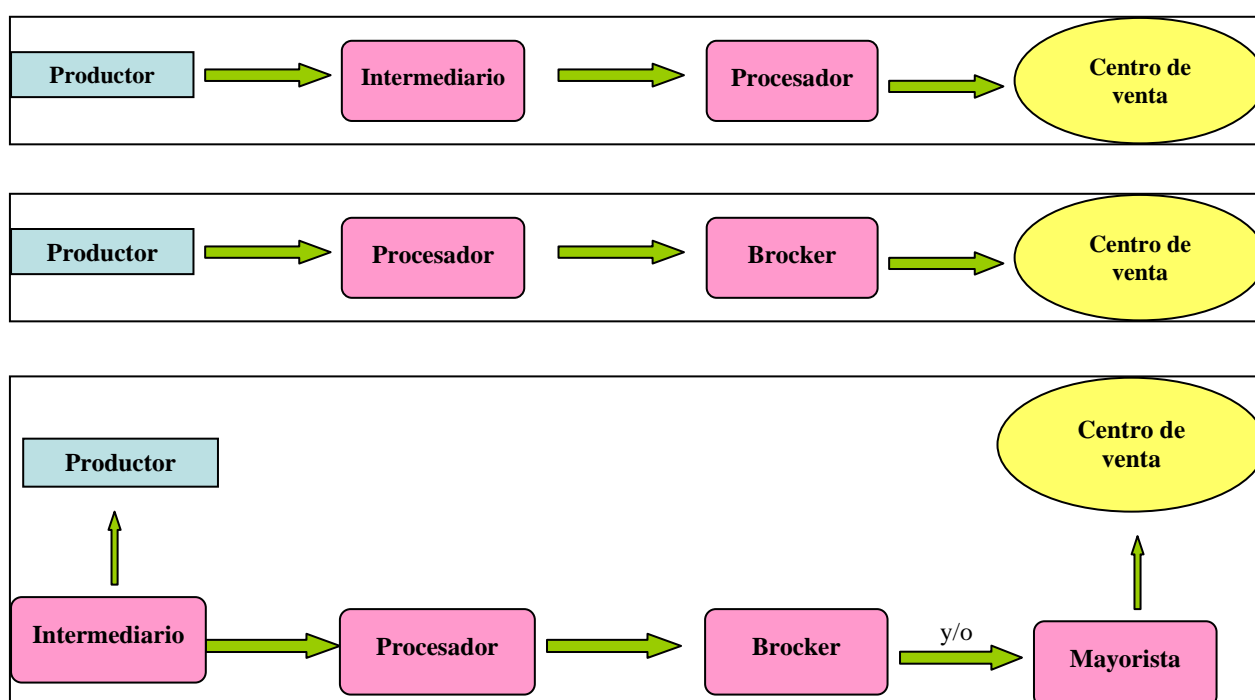 Productor
Intermediario
Procesador
Centro de
venta
Productor
Procesador
Brocker
Centro de
venta
Productor
Centro de
venta
Intermediario
Procesador
Brocker
y/o
Mayorista